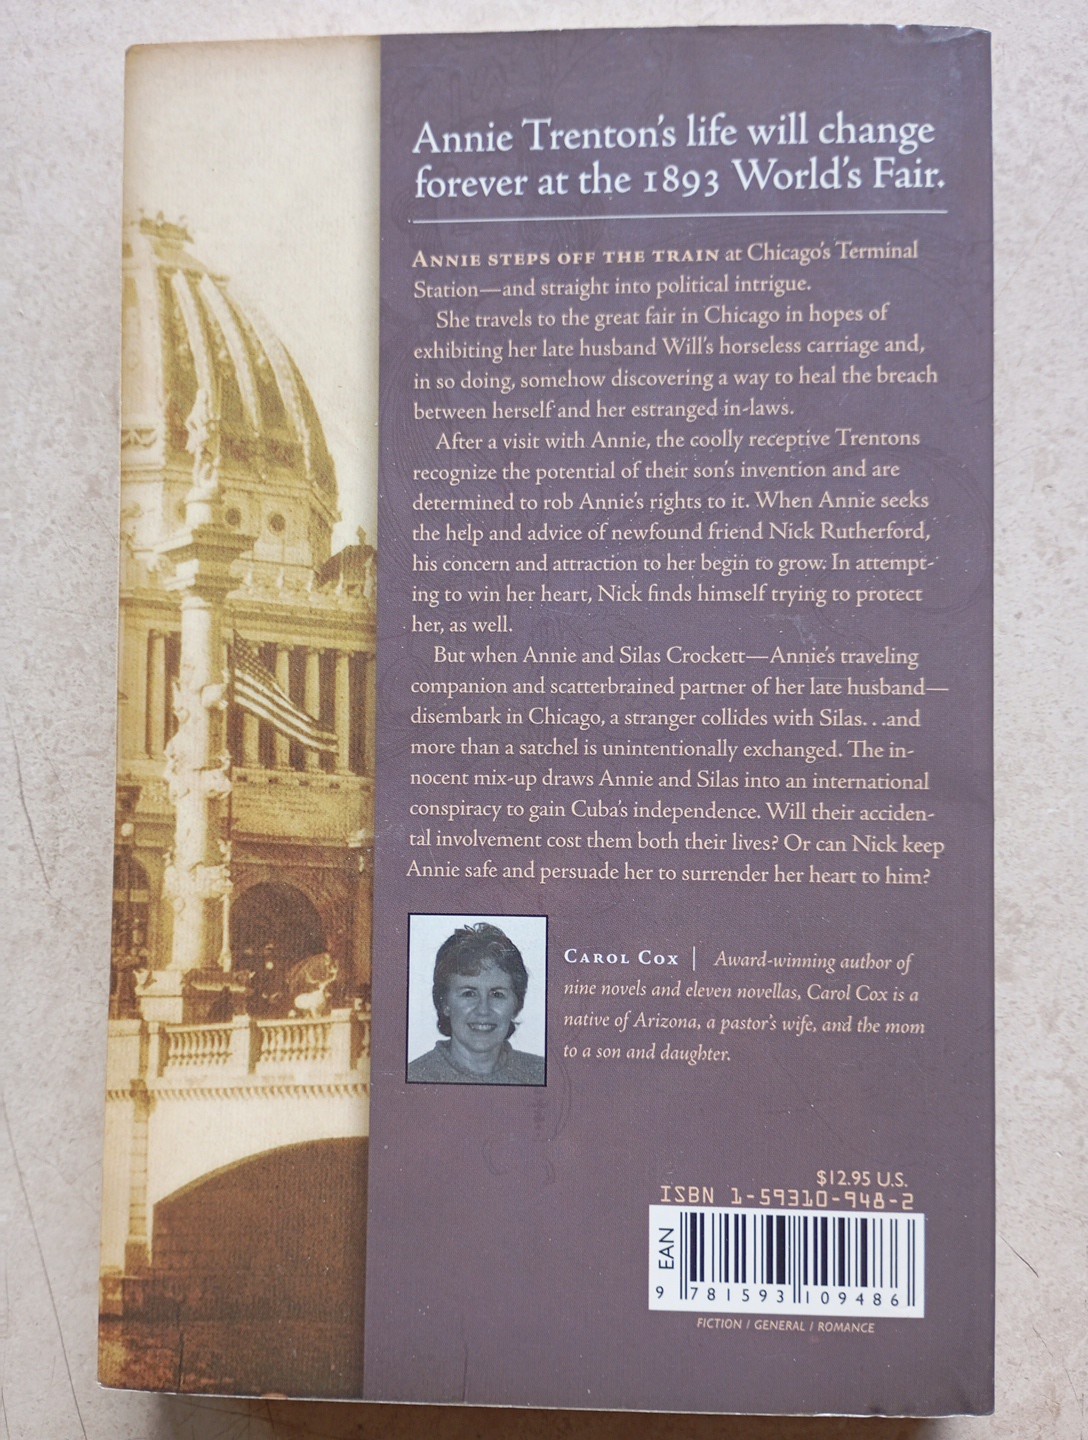 Annie Trenton's life will change
forever at the 1893 World's Fair.
ANNIE STEPS OFF THE TRAIN at Chicago's Terminal
Station—and straight into political intrigue.
She travels to the great fair in Chicago in hopes of
exhibiting her late husband Will's horseless carriage and,
in so doing, somehow discovering a way to heal the breach
between herself and her estranged in-laws.
After a visit with Annie, the coolly receptive Trentons
recognize the potential of their son's invention and are
determined to rob Annie's rights to it. When Annie seeks
the help and advice of newfound friend Nick Rutherford,
his concern and attraction to her begin to grow. In attempt-
ing to win her heart, Nick finds himself trying to protect
her, as well.
But when Annie and Silas Crockett—Annie's traveling
companion and scatterbrained partner of her late husband—
disembark in Chicago, a stranger collides with Silas. . .and
more than a satchel is unintentionally exchanged. The in-
nocent mix-up draws Annie and Silas into an international
conspiracy to gain Cuba's independence. Will their acciden-
tal involvement cost them both their lives? Or can Nick keep
Annie safe and persuade her to surrender her heart to him?
CAROL COX | Award-winning author of
nine novels and eleven novellas, Carol Cox is a
native of Arizona, a pastor's wife, and the mom
to a son and daughter.
$12.95 U.S.
ISBN 1-59310-948-2
EAN
9 781593 109486
FICTION / GENERAL / ROMANCE